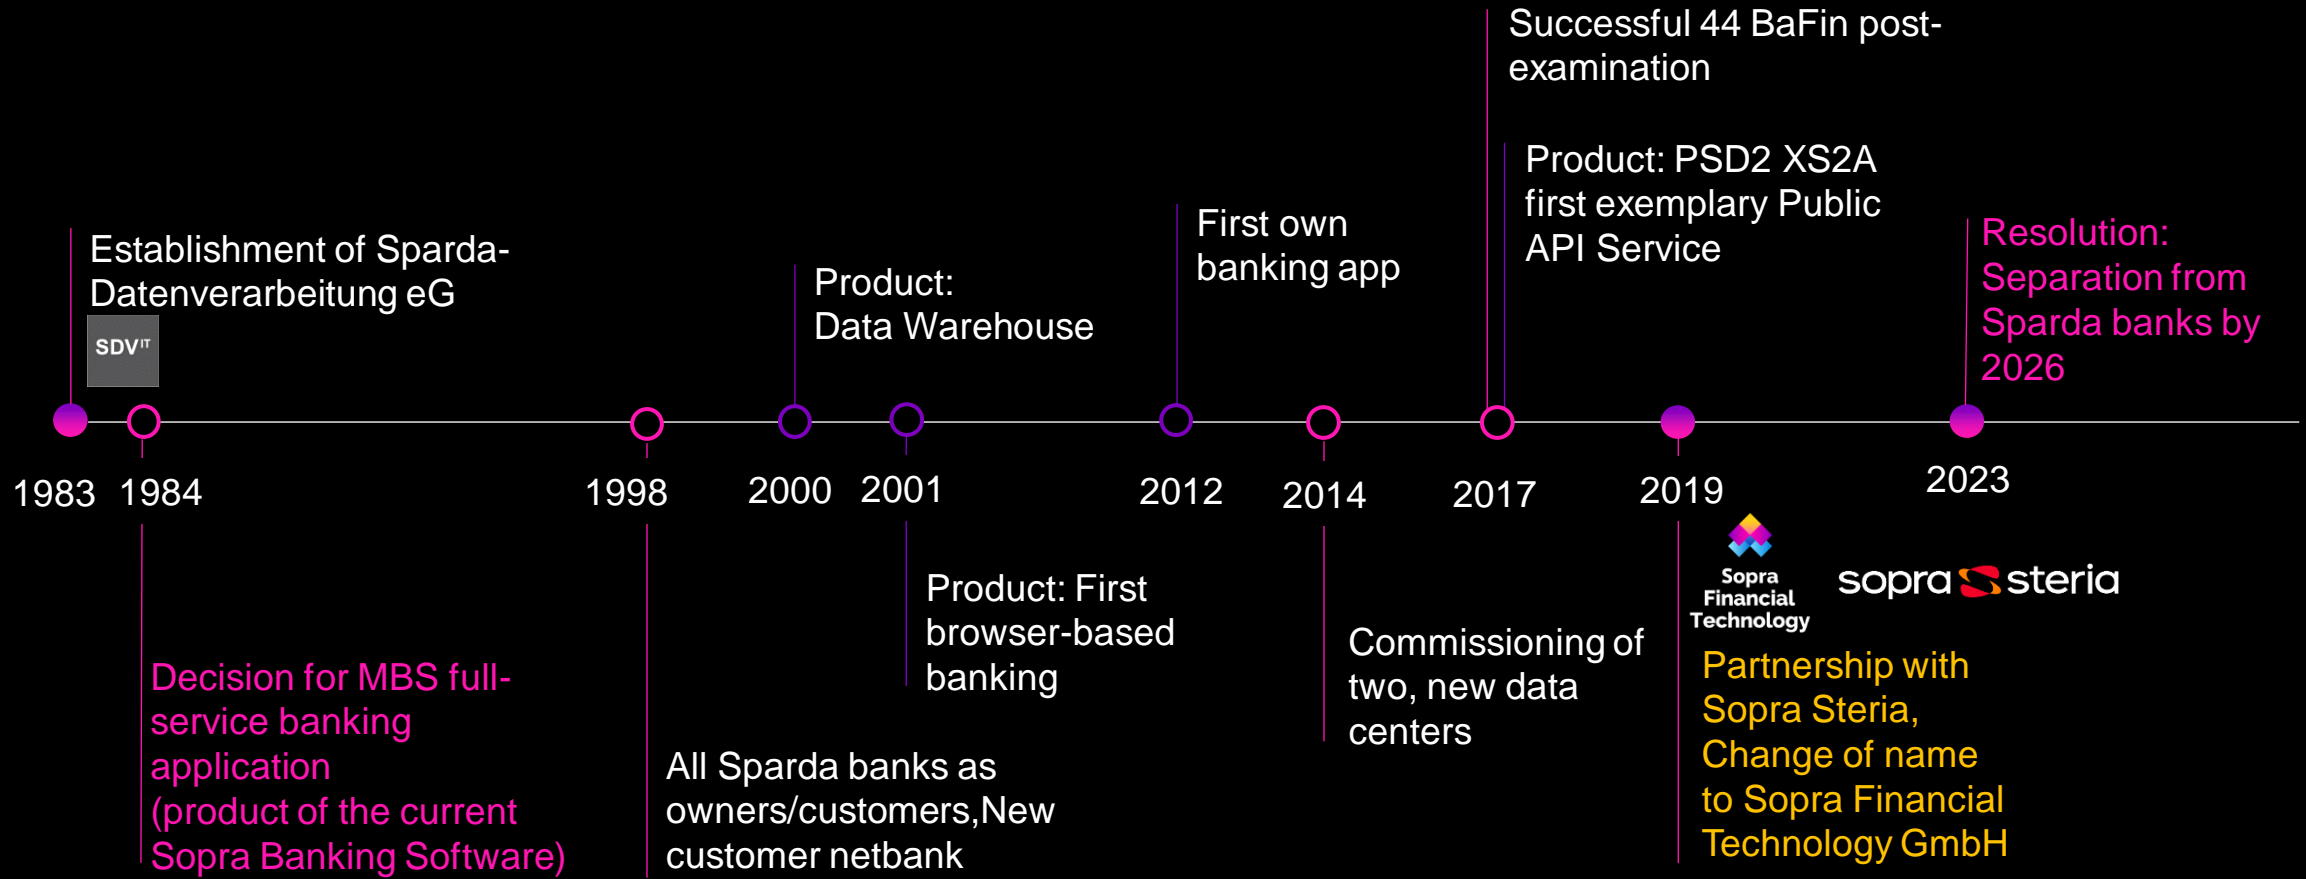 Successful 44 BaFin post-
examination
Product: PSD2 XS2A
first exemplary Public
API Service
First own
banking app
Resolution:
Separation from
Sparda banks by
2026
Establishment of Sparda-
Datenverarbeitung eG
SDV IT
Product:
Data Warehouse
1983
1984
1998
2000
2001
2012
2014
2017
2019
2023
Sopra
Financial
Technology
sopra steria
Product: First
browser-based
banking
Commissioning of
two, new data
centers
Partnership with
Sopra Steria,
Change of name
to Sopra Financial
Technology GmbH
Decision for MBS full-
service banking
application
(product of the current
Sopra Banking Software)
All Sparda banks as
owners/customers,New
customer netbank